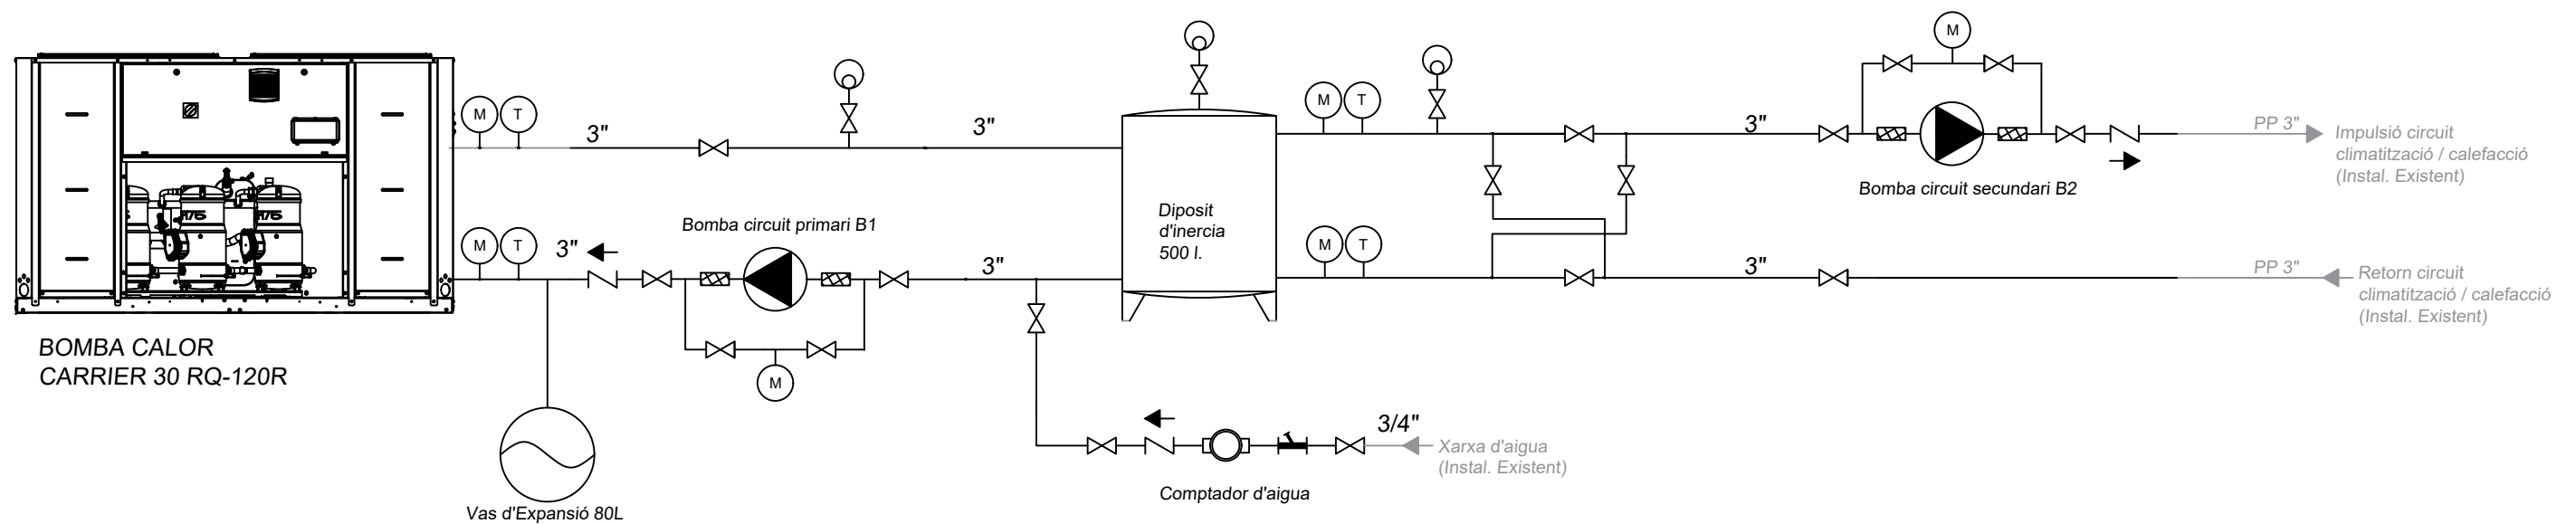 M
T
3"
3"
M
T
M
3"
PP 3"
Impulsió circuit
climatització / calefacció
(Instal. Existent)
Bomba circuit secundari B2
Diposit
d'inercia
500 l.
Bomba circuit primari B1
M
T
3"
3"
M
T
3"
PP 3"
Retorn circuit
climatització / calefacció
(Instal. Existent)
BOMBA CALOR
CARRIER 30 RQ-120R
M
3/4"
Xarxa d'aigua
(Instal. Existent)
Comptador d'aigua
Vas d'Expansió 80L